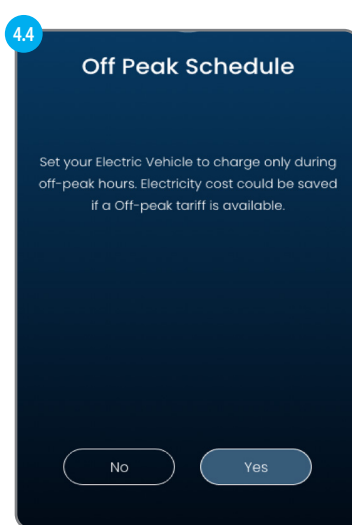 4.4
Off Peak Schedule
Set your Electric Vehicle to charge only during
off-peak hours. Electricity cost could be saved
if a Off-peak tariff is available.
No
Yes